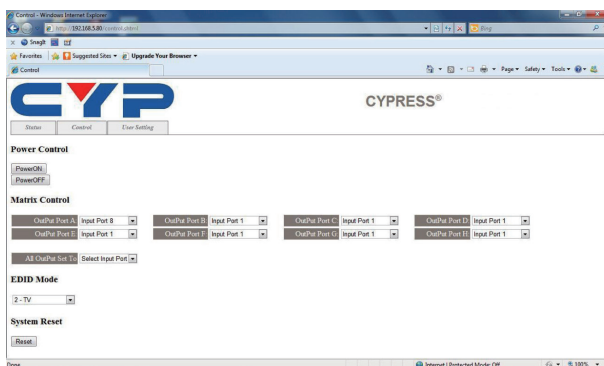 Control - Windows Internet Explorer
http://192.168.5.80/control.shtml
Bing
x SnagIt
Favorites Suggested Sites Upgrade Your Browser
Control
Page Safety Tools
CYP
CYPRESS®
Status Control User Setting
Power Control
PowerON
PowerOFF
Matrix Control
OutPut Port A: Input Port 8 OutPut Port B: Input Port 1 OutPut Port C: Input Port 1 OutPut Port D: Input Port 1
OutPut Port E: Input Port 1 OutPut Port F: Input Port 1 OutPut Port G: Input Port 1 OutPut Port H: Input Port 1
All OutPut Set To: Select Input Port
EDID Mode
2 - TV
System Reset
Reset
Done Internet | Protected Mode: Off 100%